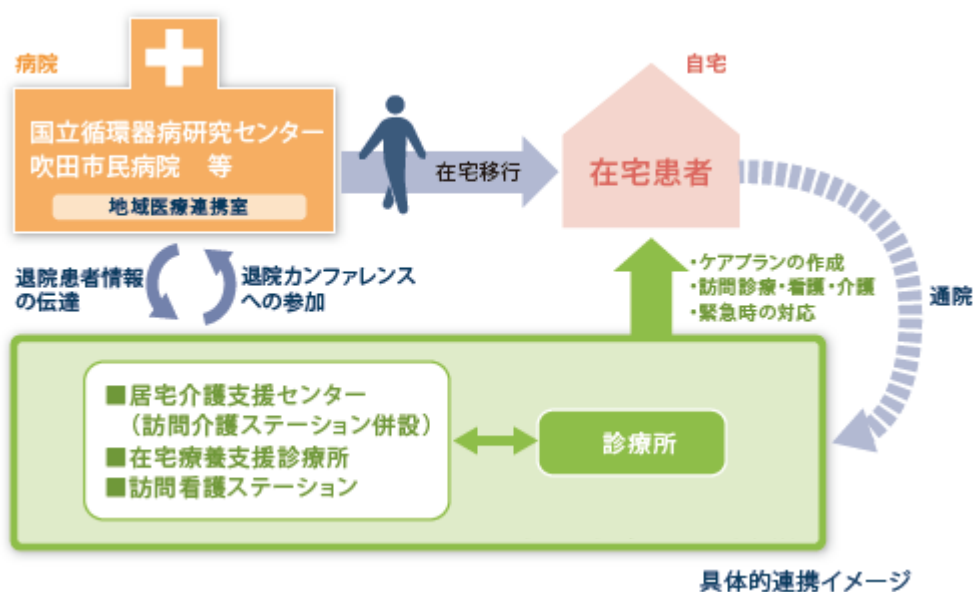 病院
国立循環器病研究センター
吹田市民病院 等
地域医療連携室
在宅移行
自宅
在宅患者
退院患者情報
の伝達
退院カンファレンス
への参加
・ケアプランの作成
・訪問診療・看護・介護
・緊急時の対応
通院
■居宅介護支援センター
（訪問介護ステーション併設）
■在宅療養支援診療所
■訪問看護ステーション
診療所
具体的連携イメージ